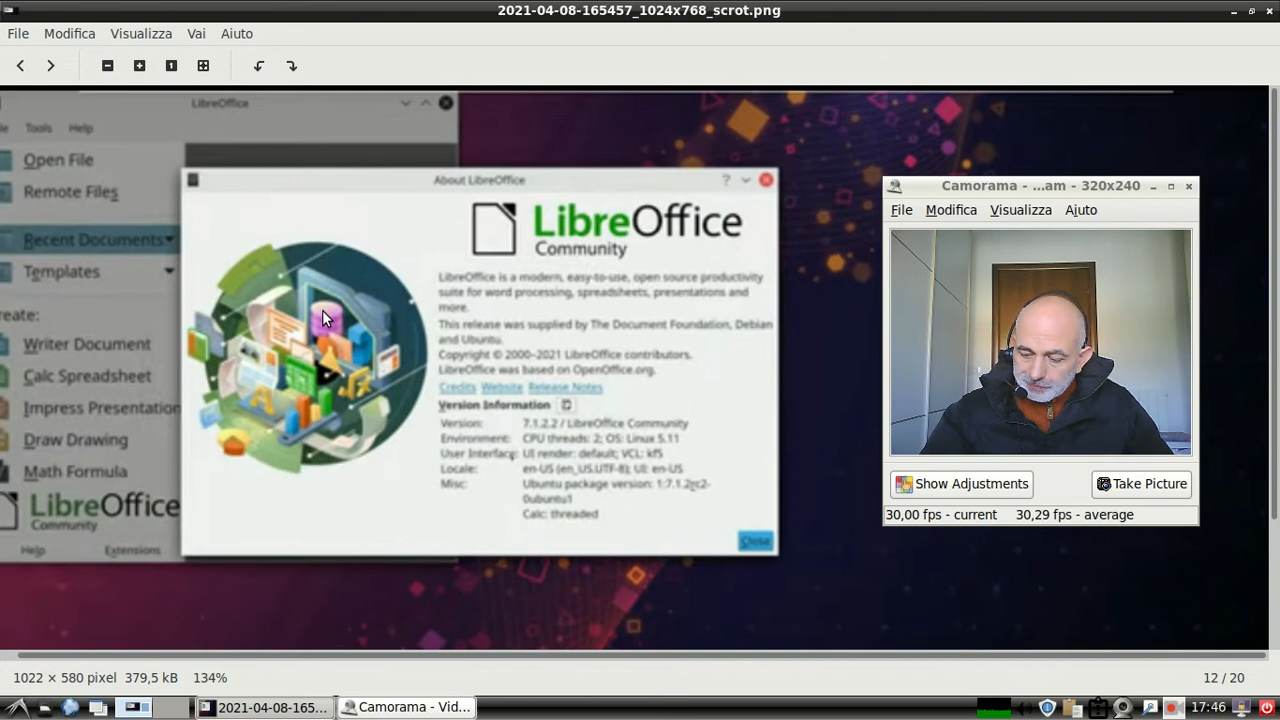 2021-04-08-165457_1024x768_scrot.png
File Modifica Visualizza Vai Aiuto
LibreOffice
Tools Help
Open File
Remote Files
Recent Documents
Templates
Writer Document
Calc Spreadsheet
Impress Presentation
Draw Drawing
Math Formula
LibreOffice
Community
Help Extensions
About LibreOffice
LibreOffice
Community
LibreOffice is a modern, easy-to-use, open source productivity
suite for word processing, spreadsheets, presentations and
more.
This release was supplied by The Document Foundation, Debian
and Ubuntu.
Copyright © 2000–2021 LibreOffice contributors.
LibreOffice was based on OpenOffice.org.
Credits Website Release Notes
Version Information
Version: 7.1.2.2 / LibreOffice Community
Environment: CPU threads: 2; OS: Linux 5.11
User Interface: UI render: default; VCL: kf5
Locale: en-US (en_US.UTF-8); UI: en-US
Misc: Ubuntu package version: 1:7.1.2~rc2-
0ubuntu1
Calc: threaded
Close
Camorama - ...am - 320x240
File Modifica Visualizza Aiuto
Show Adjustments Take Picture
30,00 fps - current 30,29 fps - average
1022 × 580 pixel 379,5 kB 134% 12 / 20
2021-04-08-165... Camorama - Vid... 17:46